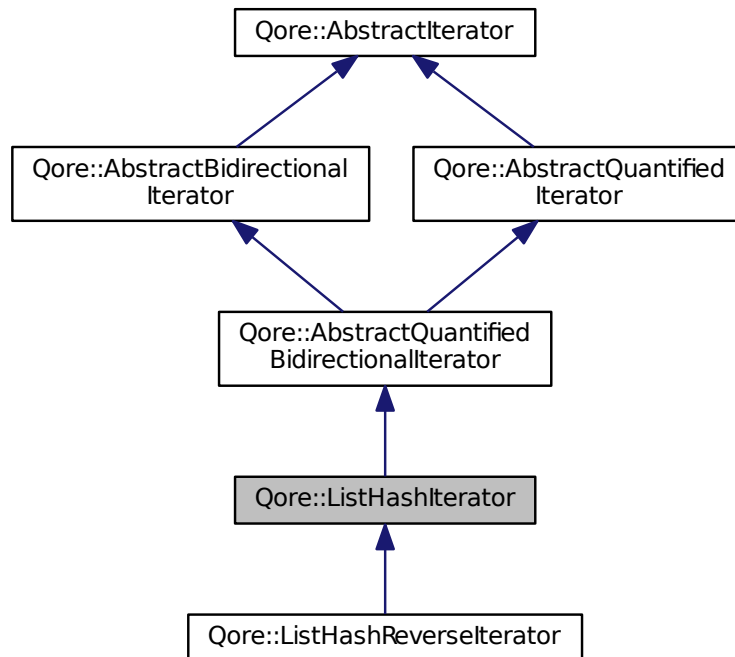 Qore::AbstractIterator
Qore::AbstractBidirectional
Iterator
Qore::AbstractQuantified
Iterator
Qore::AbstractQuantified
BidirectionalIterator
Qore::ListHashIterator
Qore::ListHashReverseIterator